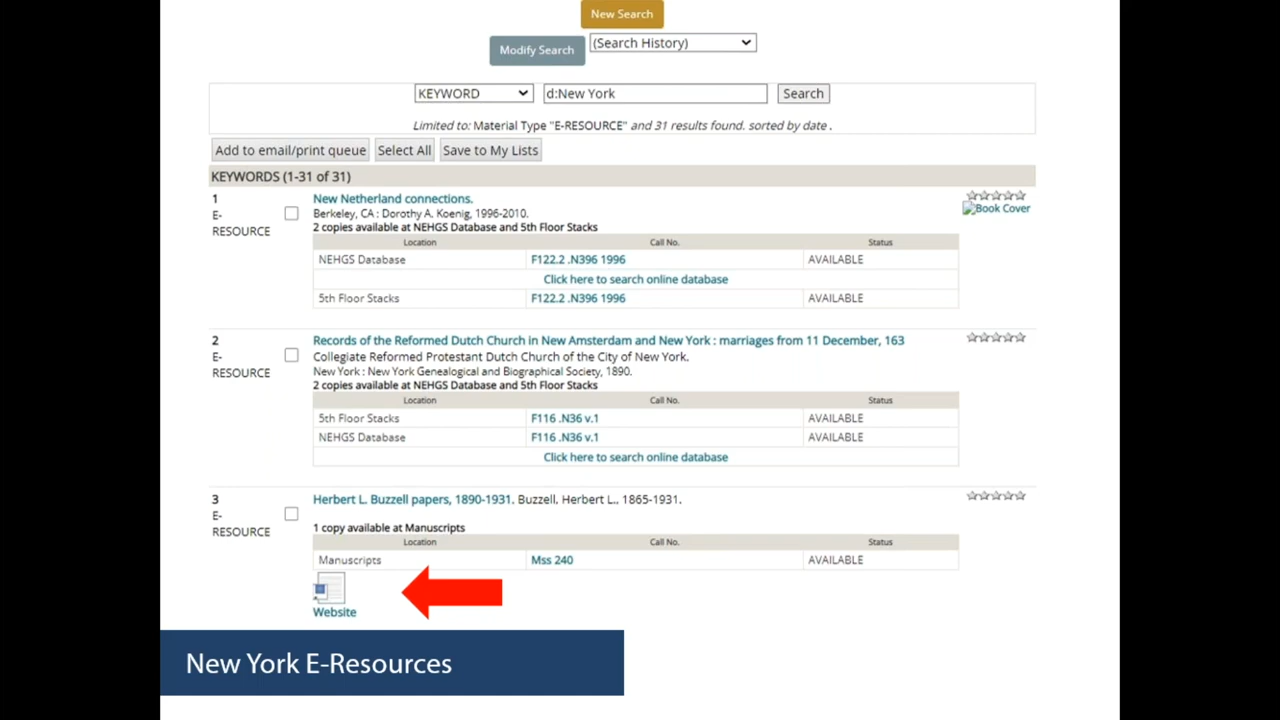 New Search
Modify Search
(Search History)
KEYWORD
d:New York
Search
Limited to: Material Type "E-RESOURCE" and 31 results found. sorted by date .
Add to email/print queue
Select All
Save to My Lists
KEYWORDS (1-31 of 31)
1
E-
RESOURCE
New Netherland connections.
Berkeley, CA : Dorothy A. Koenig, 1996-2010.
2 copies available at NEHGS Database and 5th Floor Stacks
Book Cover
Location Call No. Status
NEHGS Database F122.2 .N396 1996 AVAILABLE
Click here to search online database
5th Floor Stacks F122.2 .N396 1996 AVAILABLE
2
E-
RESOURCE
Records of the Reformed Dutch Church in New Amsterdam and New York : marriages from 11 December, 163
Collegiate Reformed Protestant Dutch Church of the City of New York.
New York : New York Genealogical and Biographical Society, 1890.
2 copies available at NEHGS Database and 5th Floor Stacks
Location Call No. Status
5th Floor Stacks F116 .N36 v.1 AVAILABLE
NEHGS Database F116 .N36 v.1 AVAILABLE
Click here to search online database
3
E-
RESOURCE
Herbert L. Buzzell papers, 1890-1931. Buzzell, Herbert L., 1865-1931.
1 copy available at Manuscripts
Location Call No. Status
Manuscripts Mss 240 AVAILABLE
Website
New York E-Resources